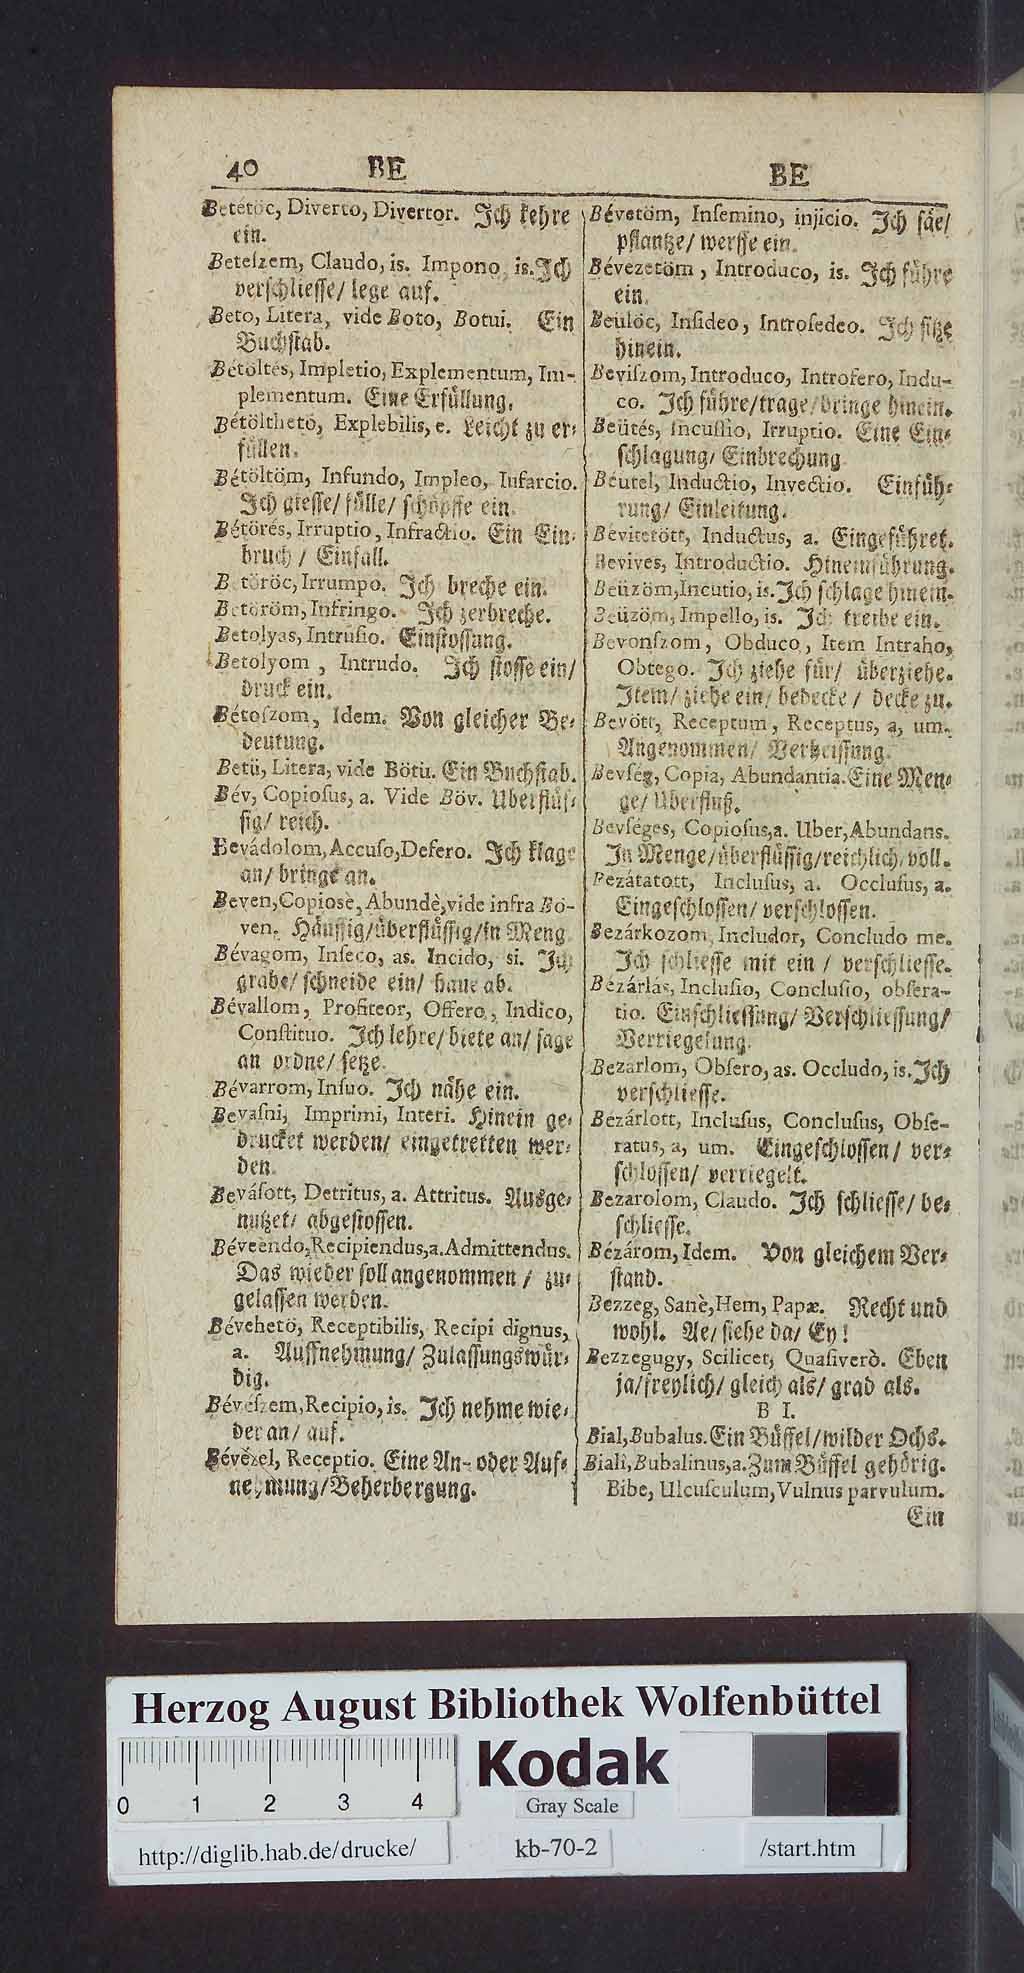 40 BE BE
Betetöc, Diverto, Divertor. Ich kehre
ein.
Beteſzem, Claudo, is. Impono, is. Ich
verſchlieſſe/ lege auf.
Beto, Litera, vide Boto, Botui. Ein
Buchſtab.
Bétöltés, Impletio, Explementum, Im-
plementum. Eine Erfüllung.
Bétölthetö, Explebilis, e. Leicht zu er-
füllen.
Bétöltöm, Infundo, Impleo, Infarcio.
Ich gieſſe/ fülle/ ſchöpffe ein.
Bétörés, Irruptio, Infractio. Ein Ein-
bruch / Einfall.
Betöröc, Irrumpo. Ich breche ein.
Betöröm, Infringo. Ich zerbreche.
Betolyas, Intruſio. Einſtoſſung.
Betolyom, Intrudo. Ich ſtoſſe ein/
druck ein.
Bétoſzom, Idem. Von gleicher Be-
deutung.
Betü, Litera, vide Bötü. Ein Buchſtab.
Bév, Copioſus, a. Vide Böv. Uberflüſ-
ſig/ reich.
Bevádolom, Accuſo, Defero. Ich klage
an/ bringe an.
Beven, Copiosè, Abundè, vide infra Bö-
ven. Häuffig/ überflüſſig/ in Meng.
Bévagom, Inſeco, as. Incido, si. Ich
grabe/ ſchneide ein/ haue ab.
Bévallom, Profiteor, Offero, Indico,
Conſtituo. Ich lehre/ biete an/ ſage
an ordne/ ſetze.
Bévarrom, Inſuo. Ich nähe ein.
Bevaſni, Imprimi, Interi. Hinein ge-
drucket werden/ eingetretten wer-
den.
Beváſott, Detritus, a. Attritus. Ausge-
nutzet/ abgeſtoſſen.
Béveendo, Recipiendus, a. Admittendus.
Das wieder ſoll angenommen / zu-
gelaſſen werden.
Bévehetö, Receptibilis, Recipi dignus,
a. Auffnehmung/ Zulaſſungswür-
dig.
Béveſzem, Recipio, is. Ich nehme wie-
der an/ auf.
Bévétel, Receptio. Eine An- oder Auf-
nehmung/ Beherbergung.
Bévetöm, Inſemino, injicio. Ich ſäe/
pflantze/ werffe ein.
Bévezetöm, Introduco, is. Ich führe
ein.
Beülöc, Inſideo, Introſedeo. Ich ſitze
hinein.
Beviſzom, Introduco, Introfero, Indu-
co. Ich führe/ trage/ bringe hinein.
Beütés, Incuſſio, Irruptio. Eine Ein-
ſchlagung/ Einbrechung.
Béutel, Inductio, Invectio. Einfüh-
rung/ Einleitung.
Bevitetött, Inductus, a. Eingeführet.
Bevives, Introductio. Hineinführung.
Beüzöm, Incutio, is. Ich ſchlage hinein.
Beüzöm, Impello, is. Ich treibe ein.
Bevonſzom, Obduco, Item Intraho,
Obtego. Ich ziehe für/ überziehe.
Item/ ziehe ein/ bedecke / decke zu.
Bevött, Receptum, Receptus, a, um.
Angenommen/ Verheiſſung.
Bevſég, Copia, Abundantia. Eine Men-
ge/ Uberfluß.
Bevſéges, Copioſus, a. Uber, Abundans.
In Menge/ überflüſſig/ reichlich/ voll.
Bezátatott, Incluſus, a. Occluſus, a.
Eingeſchloſſen/ verſchloſſen.
Bezárkozom, Includor, Concludo me.
Ich ſchlieſſe mit ein / verſchlieſſe.
Bezárlás, Incluſio, Concluſio, obſera-
tio. Einſchlieſſung/ Verſchlieſſung/
Verriegelung.
Bezarlom, Obſero, as. Occludo, is. Ich
verſchlieſſe.
Bezárlott, Incluſus, Concluſus, Obſe-
ratus, a, um. Eingeſchloſſen/ ver-
ſchloſſen/ verriegelt.
Bezarolom, Claudo. Ich ſchlieſſe/ be-
ſchlieſſe.
Bézárom, Idem. Von gleichem Ver-
ſtand.
Bezzeg, Sanè, Hem, Papæ. Recht und
wohl. Ae/ ſiehe da/ Ey!
Bezzegugy, Scilicet, Quaſiverò. Eben
ja/ freylich/ gleich als/ grad als.
B I.
Bial, Bubalus. Ein Büffel/ wilder Ochs.
Biali, Bubalinus, a. Zum Büffel gehörig.
Bibe, Ulcuſculum, Vulnus parvulum.
Ein
Herzog August Bibliothek Wolfenbüttel
0 1 2 3 4
Kodak
Gray Scale
http://diglib.hab.de/drucke/ kb-70-2 /start.htm